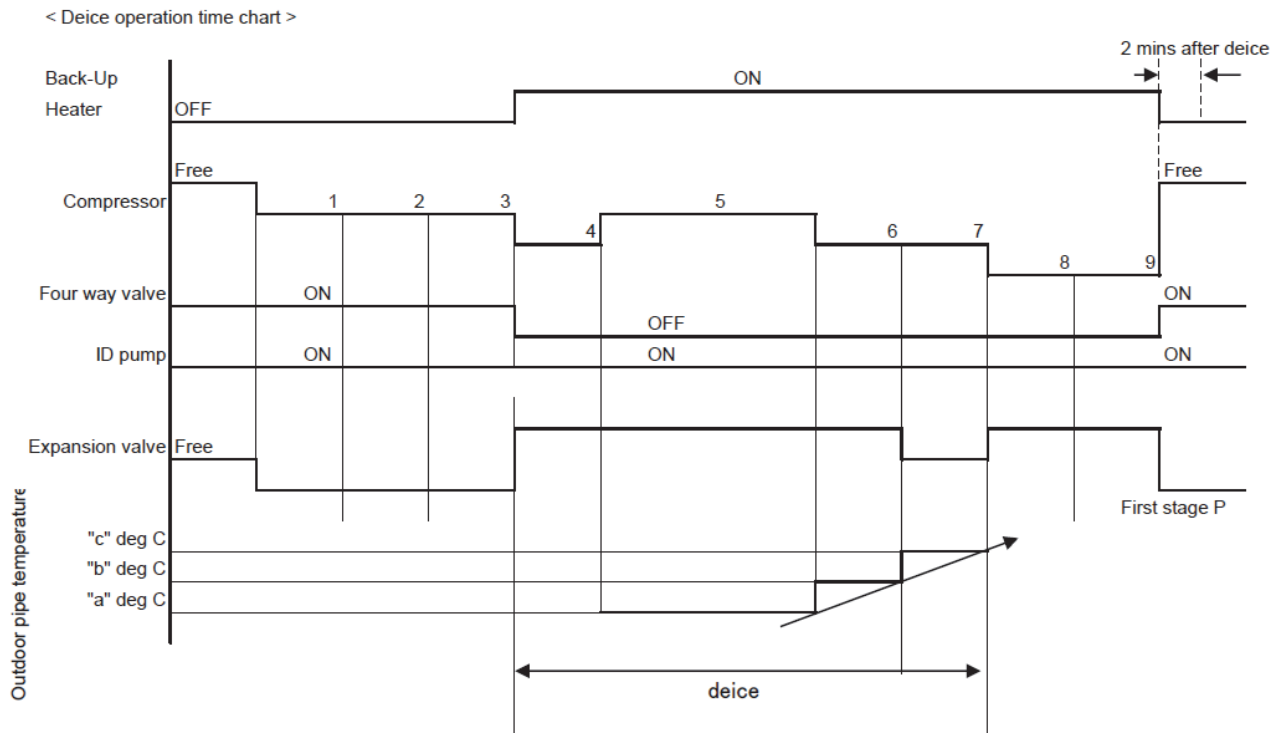 < Deice operation time chart >
2 mins after deice
Back-Up
Heater
OFF
ON
Free
Free
Compressor
1
2
3
4
5
6
7
8
9
Four way valve
ON
OFF
ON
ID pump
ON
ON
ON
Expansion valve
Free
First stage P
Outdoor pipe temperature
"c" deg C
"b" deg C
"a" deg C
deice